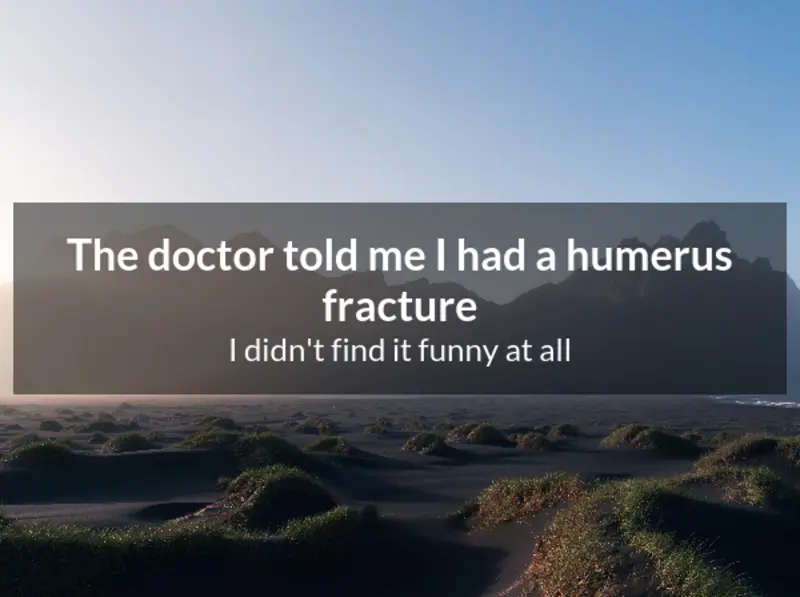 The doctor told me I had a humerus
fracture
I didn't find it funny at all